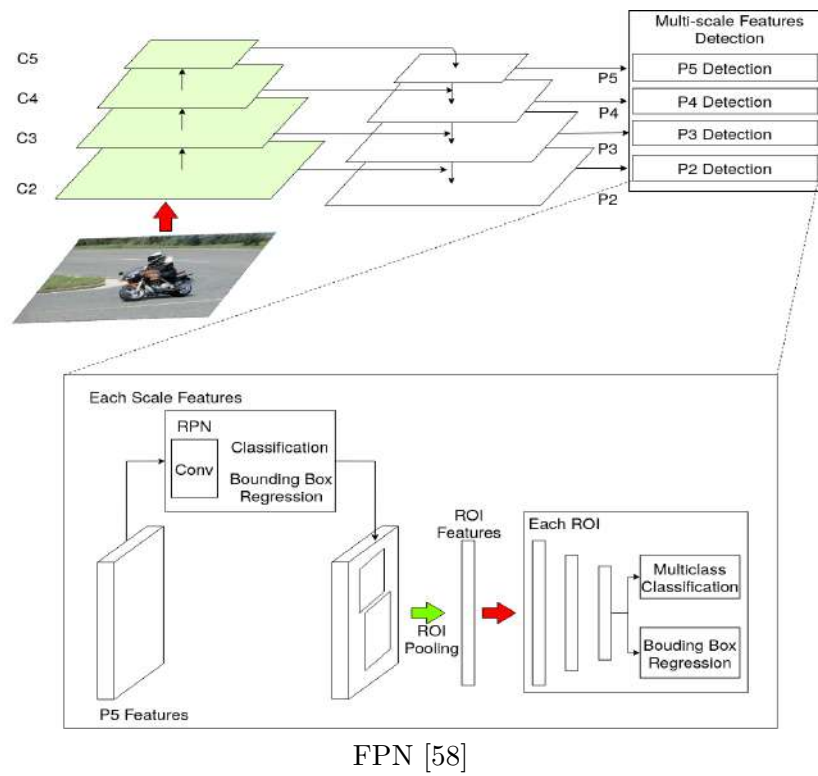 Multi-scale Features
Detection
C5
P5
P5 Detection
C4
P4
P4 Detection
C3
P3
P3 Detection
C2
P2
P2 Detection
Each Scale Features
RPN
Conv
Classification
Bounding Box
Regression
ROI
Features
Each ROI
Multiclass
Classification
ROI
Pooling
Bouding Box
Regression
P5 Features
FPN [58]